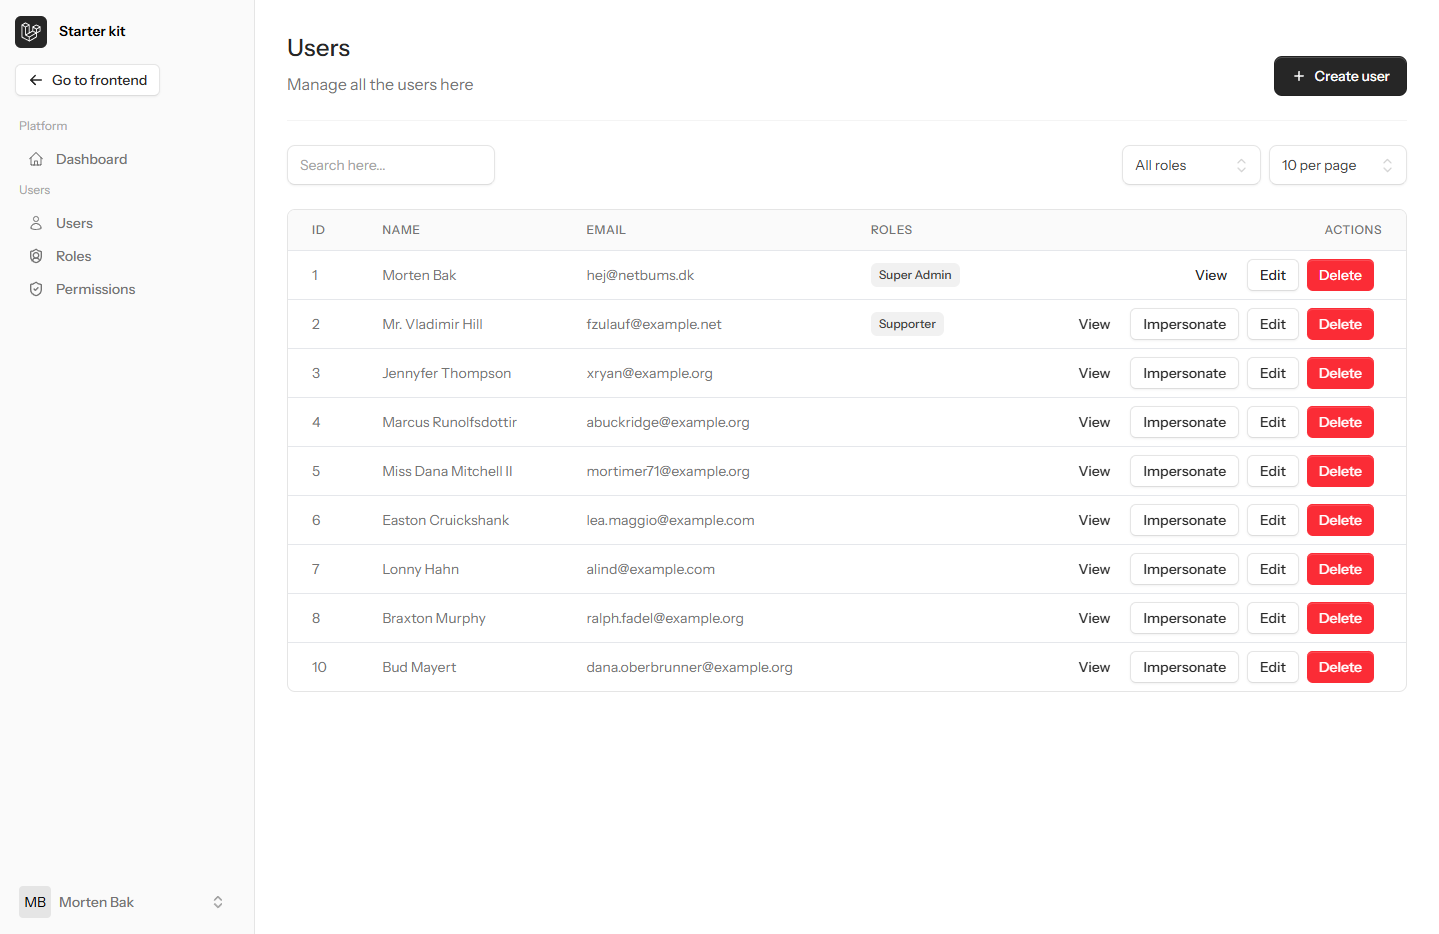 Starter kit
Go to frontend
Platform
Dashboard
Users
Users
Roles
Permissions
MB Morten Bak
Users
Manage all the users here
Create user
Search here...
All roles
10 per page
ID NAME EMAIL ROLES ACTIONS
1 Morten Bak hej@netbums.dk Super Admin View Edit Delete
2 Mr. Vladimir Hill fzulauf@example.net Supporter View Impersonate Edit Delete
3 Jennyfer Thompson xryan@example.org View Impersonate Edit Delete
4 Marcus Runolfsdottir abuckridge@example.org View Impersonate Edit Delete
5 Miss Dana Mitchell II mortimer71@example.org View Impersonate Edit Delete
6 Easton Cruickshank lea.maggio@example.com View Impersonate Edit Delete
7 Lonny Hahn alind@example.com View Impersonate Edit Delete
8 Braxton Murphy ralph.fadel@example.org View Impersonate Edit Delete
10 Bud Mayert dana.oberbrunner@example.org View Impersonate Edit Delete